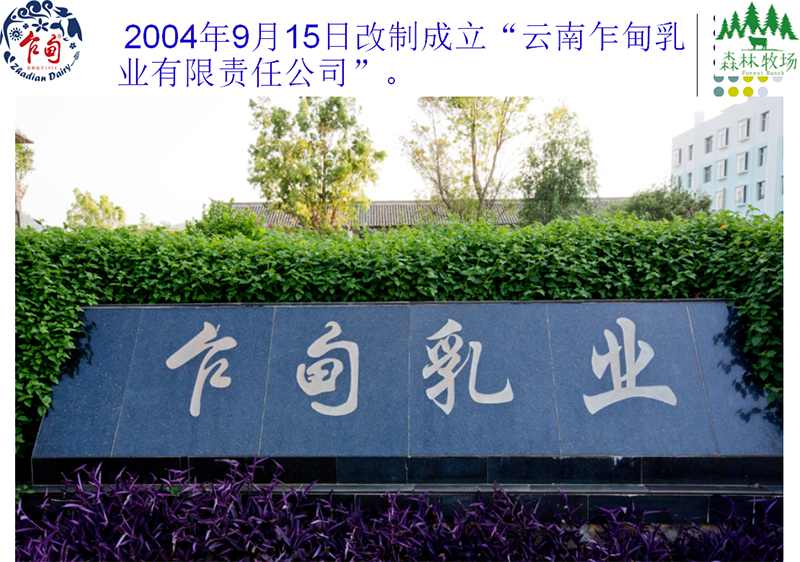 2004年9月15日改制成立“云南乍甸乳
业有限责任公司”。
乍甸
Zhadian Dairy
森林牧场
Forest Ranch
乍甸乳业